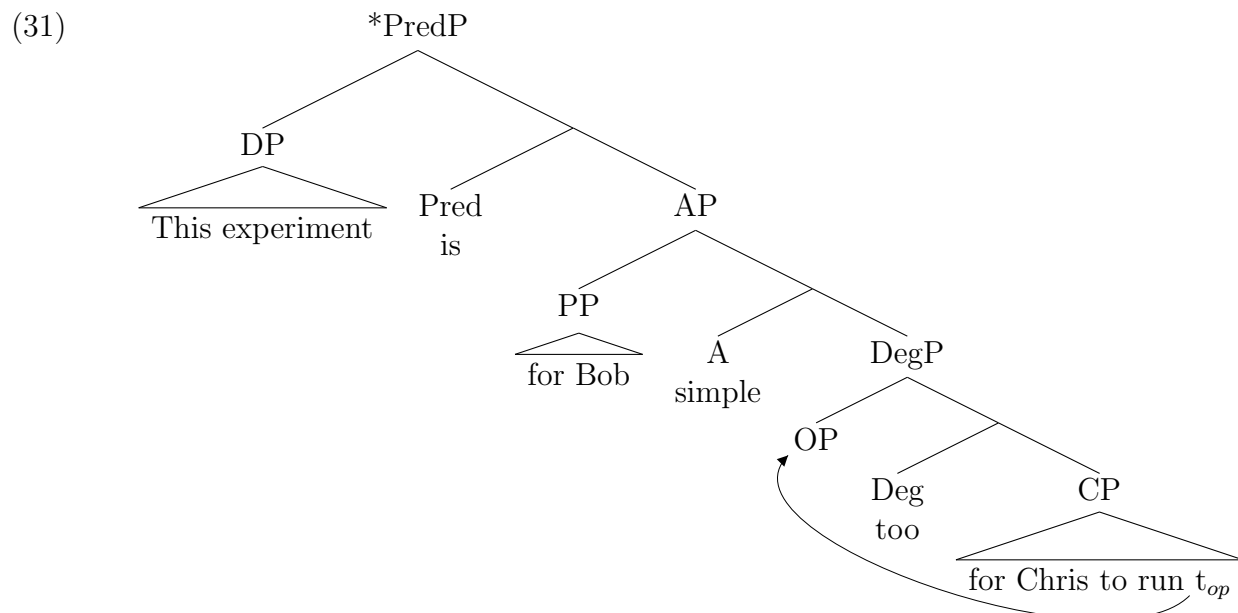 (31)
*PredP
DP
This experiment
Pred
is
AP
PP
for Bob
A
simple
DegP
OP
Deg
too
CP
for Chris to run t_op